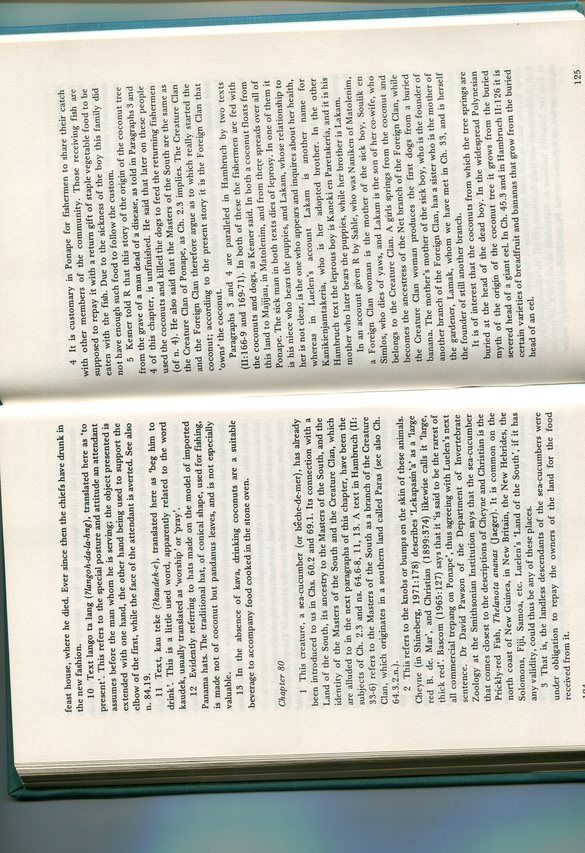 feast house, where he died. Ever since then the chiefs have drunk in
the new fashion.
10 Text lango ta lang (?langoh-da-la-hng), translated here as 'to
present'. This refers to the special posture and attitude an attendant
assumes before the man whom he is serving; the object presented is
extended with one hand, the other hand being used to support the
elbow of the first, while the face of the attendant is averted. See also
n. 84.19.
11 Text, kau teke (?kaudek-e), translated here as 'beg him to
drink'. This is a little used word, apparently related to the word
kaudek, usually translated as 'worship' or 'pray'.
12 Evidently referring to hats made on the model of imported
Panama hats. The traditional hat, of conical shape, used for fishing,
is made not of coconut but pandanus leaves, and is not especially
valuable.
13 In the absence of kava, drinking coconuts are a suitable
beverage to accompany food cooked in the stone oven.
Chapter 80
1 This creature, a sea-cucumber (or bêche-de-mer), has already
been introduced to us in Chs. 60.2 and 69.1. Its connection with a
Land of the South, its ancestry to the Masters of the South, and the
identity of the Masters of the South and the Creature Clan, which
are alluded to in the next paragraphs of this chapter, have been the
subjects of Ch. 2.3 and ns. 64.6-8, 11, 13. A text in Hambruch (II:
33-6) refers to the Masters of the South as a branch of the Creature
Clan, which originates in a southern land called Paras (see also Ch.
64.3.2.n.).
2 This refers to the knobs or bumps on the skin of these animals.
Cheyne (in Shineberg, 1971:178) describes 'Lekapasin'a' as a 'large
red B. de. Mar', and Christian (1899:374) likewise calls it 'large,
thick red'. Bascom (1965:127) says that it 'is said to be the rarest of
all commercial trepang on Ponape', thus agreeing with Luelen's next
sentence. Dr David Pawson of the Department of Invertebrate
Zoology at the Smithsonian Institution says that the sea-cucumber
that comes closest to the descriptions of Cheyne and Christian is the
Prickly-red Fish, Thelanota ananas (Jaeger). It is common on the
north coast of New Guinea, in New Britain, the New Hebrides, the
Solomons, Fiji, Samoa, etc. Luelen's 'Land of the South', if it has
any validity, could thus be any of these places.
3 That is, the landless descendants of the sea-cucumbers were
under obligation to repay the owners of the land for the food
received from it.
4 It is customary in Ponape for fishermen to share their catch
with other members of the community. Those receiving fish are
supposed to repay it with a return gift of staple vegetable food to be
eaten with the fish. Due to the sickness of the boy this family did
not have enough such food to follow the custom.
5 Kesner told R that this story of the origin of the coconut tree
from the grave of a man dead of a disease, as told in Paragraphs 3 and
4 of this chapter, is unfinished. He said that later on these people
used the coconuts and killed the dogs to feed the returning fishermen
(of n. 4). He also said that the Masters of the South are the same as
the Creature Clan of Ponape, as Ch. 2.3 implies. The Creature Clan
and the Foreign Clan therefore argue as to which really started the
coconut; according to the present story it is the Foreign Clan that
'owns' the coconut.
Paragraphs 3 and 4 are paralleled in Hambruch by two texts
(II:166-9 and 169-71). In both of these the fishermen are fed with
the coconuts and dogs, as Kesner said. In both a coconut floats from
this land to Majijau, in Matolenim, and from there spreads over all of
Ponape. The sick man in both texts dies of leprosy. In one of them it
is his niece who bears the puppies, and Lakam, whose relationship to
her is not clear, is the one who appears and inquires about her health,
whereas in Luelen's account Lakam is another name for
Kanikienjamtakeria, who is her adopted brother. In the other
Hambruch text the leprous boy is Kaneki en Paretakeria, and it is his
mother who later bears the puppies, while her brother is Lakam.
In an account given R by Sahle, who was Naniken of Matolenim,
a Foreign Clan woman is the mother of the sick boy, Soulik en
Simlos, who dies of yaws, and Lakam is the son of her co-wife, who
belongs to the Creature Clan. A girl springs from the coconut and
becomes the ancestress of the Net branch of the Foreign Clan, while
the Creature Clan woman produces the first dogs from a buried
banana. The mother's mother of the sick boy, who is the founder of
another branch of the Foreign Clan, has a sister who is the mother of
the gardener, Lamak, whom we have met in Ch. 33, and is herself
the founder of still another branch.
It is of interest that the coconuts from which the tree springs are
buried at the head of the dead boy. In the widespread Polynesian
myth of the origin of the coconut tree it grows from the buried
severed head of a giant eel. In Ch. 45.3 and in Hambruch II:126 it is
certain varieties of breadfruit and bananas that grow from the buried
head of an eel.
125